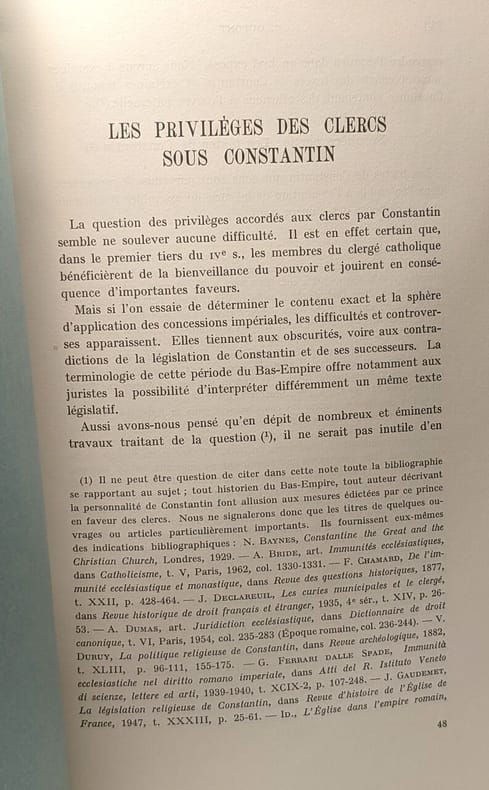 LES PRIVILÈGES DES CLERCS
SOUS CONSTANTIN
La question des privilèges accordés aux clercs par Constantin
semble ne soulever aucune difficulté. Il est en effet certain que,
dans le premier tiers du IVe s., les membres du clergé catholique
bénéficièrent de la bienveillance du pouvoir et jouirent en consé-
quence d'importantes faveurs.
Mais si l'on essaie de déterminer le contenu exact et la sphère
d'application des concessions impériales, les difficultés et controver-
ses apparaissent. Elles tiennent aux obscurités, voire aux contra-
dictions de la législation de Constantin et de ses successeurs. La
terminologie de cette période du Bas-Empire offre notamment aux
juristes la possibilité d'interpréter différemment un même texte
législatif.
Aussi avons-nous pensé qu'en dépit de nombreux et éminents
travaux traitant de la question (¹), il ne serait pas inutile d'en
(1) Il ne peut être question de citer dans cette note toute la bibliographie
se rapportant au sujet ; tout historien du Bas-Empire, tout auteur décrivant
la personnalité de Constantin font allusion aux mesures édictées par ce prince
en faveur des clercs. Nous ne signalerons donc que les titres de quelques ou-
vrages ou articles particulièrement importants. Ils fournissent eux-mêmes
des indications bibliographiques : N. BAYNES, Constantine the Great and the
Christian Church, Londres, 1929. — A. BRIDE, art. Immunités ecclésiastiques,
dans Catholicisme, t. V, Paris, 1962, col. 1330-1331. — F. CHAMARD, De l'im-
munité ecclésiastique et monastique, dans Revue des questions historiques, 1877,
t. XXII, p. 428-464. — J. DECLAREUIL, Les curies municipales et le clergé,
dans Revue historique de droit français et étranger, 1935, 4e sér., t. XIV, p. 26-
53. — A. DUMAS, art. Juridiction ecclésiastique, dans Dictionnaire de droit
canonique, t. VI, Paris, 1954, col. 235-283 (Époque romaine, col. 236-244). — V.
DURUY, La politique religieuse de Constantin, dans Revue archéologique, 1882,
t. XLIII, p. 96-111, 155-175. — G. FERRARI DALLE SPADE, Immunità
ecclesiastiche nel diritto romano imperiale, dans Atti del R. Istituto Veneto
di scienze, lettere ed arti, 1939-1940, t. XCIX-2, p. 107-248. — J. GAUDEMET,
La législation religieuse de Constantin, dans Revue d'histoire de l'Église de
France, 1947, t. XXXIII, p. 25-61. — ID., L'Église dans l'empire romain,
48